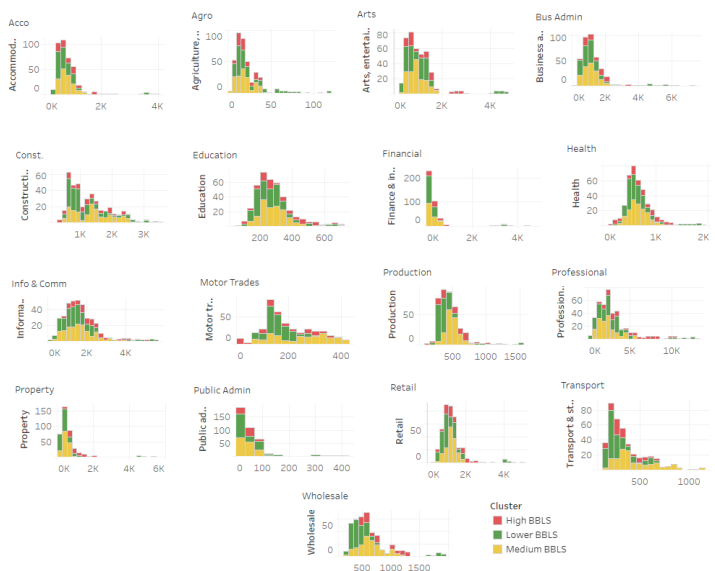 Acco
Accommod..
100
50
0
0K
2K
4K
Agro
Agriculture,..
100
50
0
0
50
100
Arts
Arts, entertai..
80
60
40
20
0K
2K
4K
Bus Admin
Business a..
100
50
0
0K
2K
4K
6K
Const.
Constructi..
60
40
20
1K
2K
3K
Education
Education
60
40
20
200
400
600
Financial
Finance & in..
200
100
0
0K
2K
4K
Health
Health
60
40
20
0K
1K
2K
Info & Comm
Informa..
40
20
0K
2K
4K
Motor Trades
Motor tr..
50
0
0
200
400
Production
Production
50
0
500
1000
1500
Professional
Profession..
60
40
20
0K
5K
10K
Property
Property
150
100
50
0K
2K
4K
6K
Public Admin
Public ad..
150
100
50
0
100
200
300
400
Retail
Retail
50
0K
2K
4K
Transport
Transport & st..
80
60
40
20
500
1000
Wholesale
Wholesale
50
0
500
1000
1500
Cluster
High BBLS
Lower BBLS
Medium BBLS